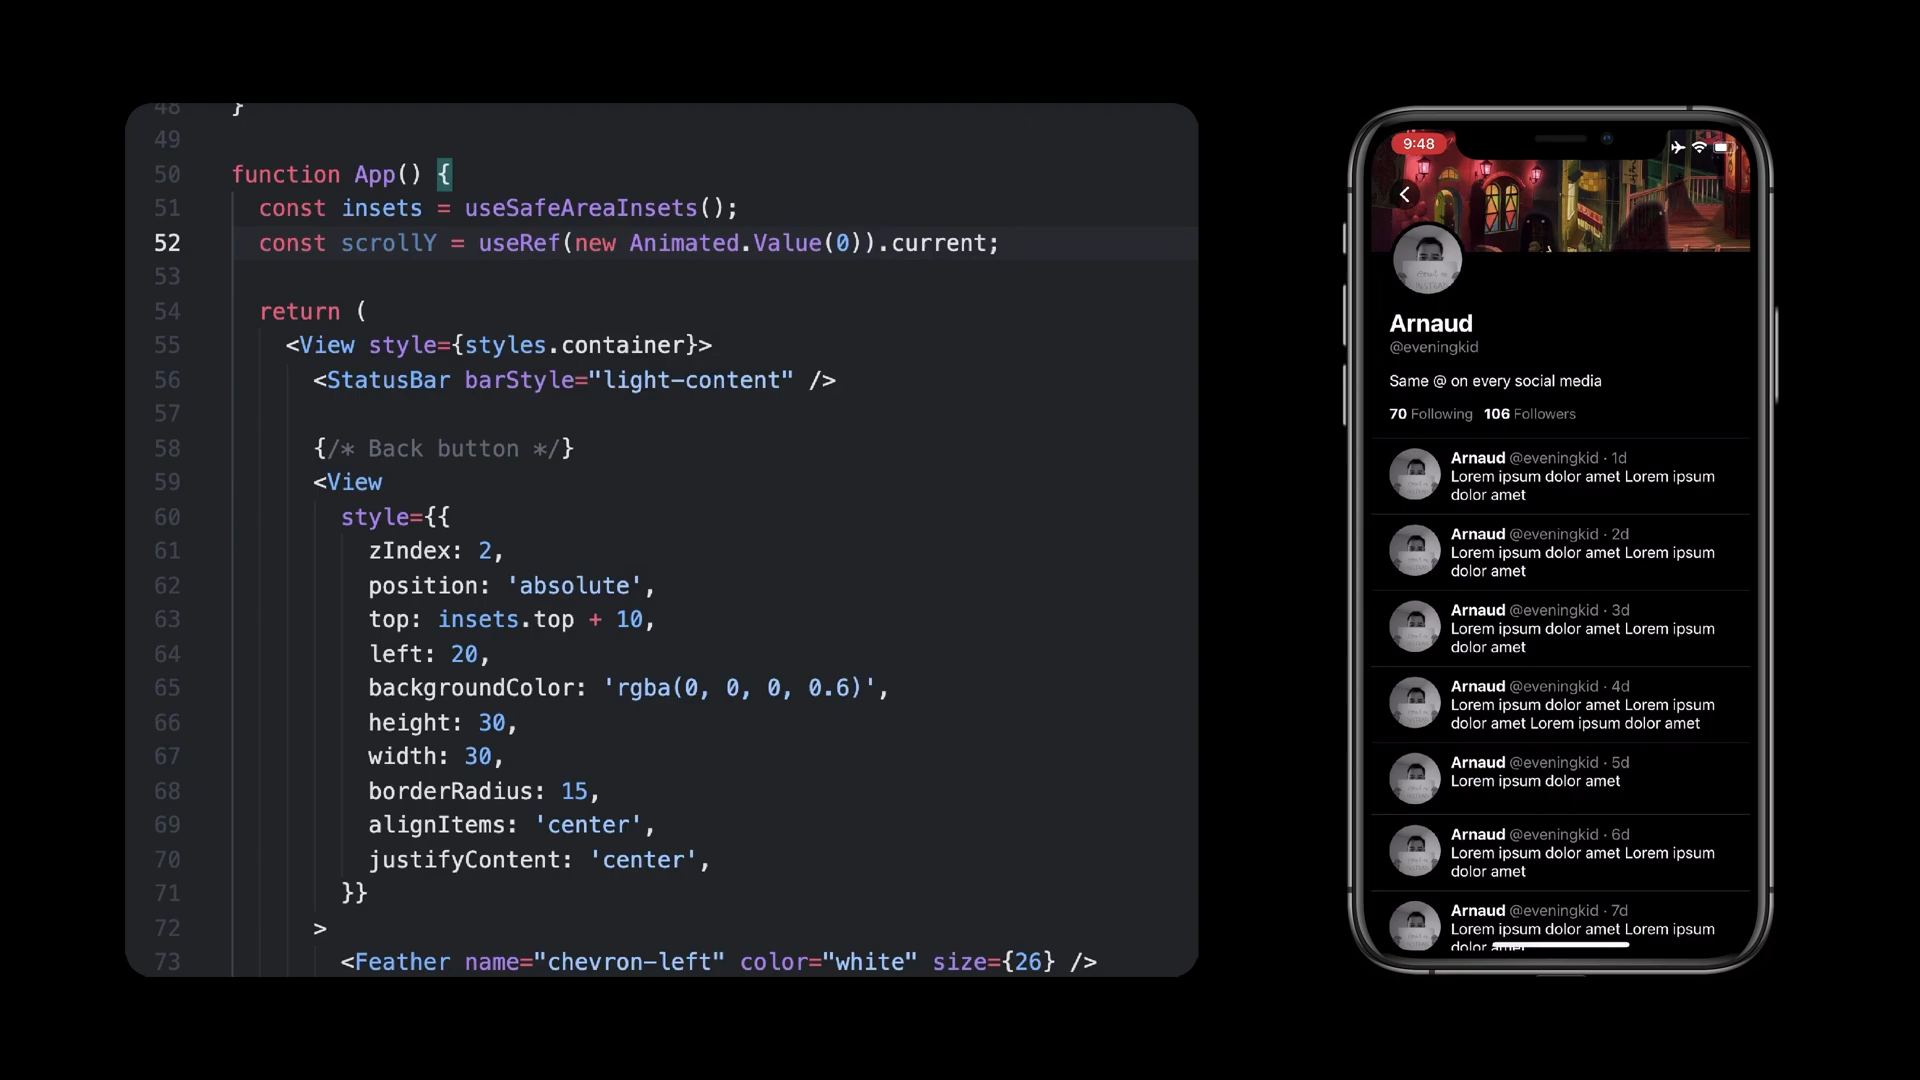 48 }
49
50 function App() {
51 const insets = useSafeAreaInsets();
52 const scrollY = useRef(new Animated.Value(0)).current;
53
54 return (
55 <View style={styles.container}>
56 <StatusBar barStyle="light-content" />
57
58 {/* Back button */}
59 <View
60 style={{
61 zIndex: 2,
62 position: 'absolute',
63 top: insets.top + 10,
64 left: 20,
65 backgroundColor: 'rgba(0, 0, 0, 0.6)',
66 height: 30,
67 width: 30,
68 borderRadius: 15,
69 alignItems: 'center',
70 justifyContent: 'center',
71 }}
72 >
73 <Feather name="chevron-left" color="white" size={26} />
9:48
Arnaud
@eveningkid
Same @ on every social media
70 Following 106 Followers
Arnaud @eveningkid · 1d
Lorem ipsum dolor amet Lorem ipsum
dolor amet
Arnaud @eveningkid · 2d
Lorem ipsum dolor amet Lorem ipsum
dolor amet
Arnaud @eveningkid · 3d
Lorem ipsum dolor amet Lorem ipsum
dolor amet
Arnaud @eveningkid · 4d
Lorem ipsum dolor amet Lorem ipsum
dolor amet Lorem ipsum dolor amet
Arnaud @eveningkid · 5d
Lorem ipsum dolor amet
Arnaud @eveningkid · 6d
Lorem ipsum dolor amet Lorem ipsum
dolor amet
Arnaud @eveningkid · 7d
Lorem ipsum dolor amet Lorem ipsum
dolor amet